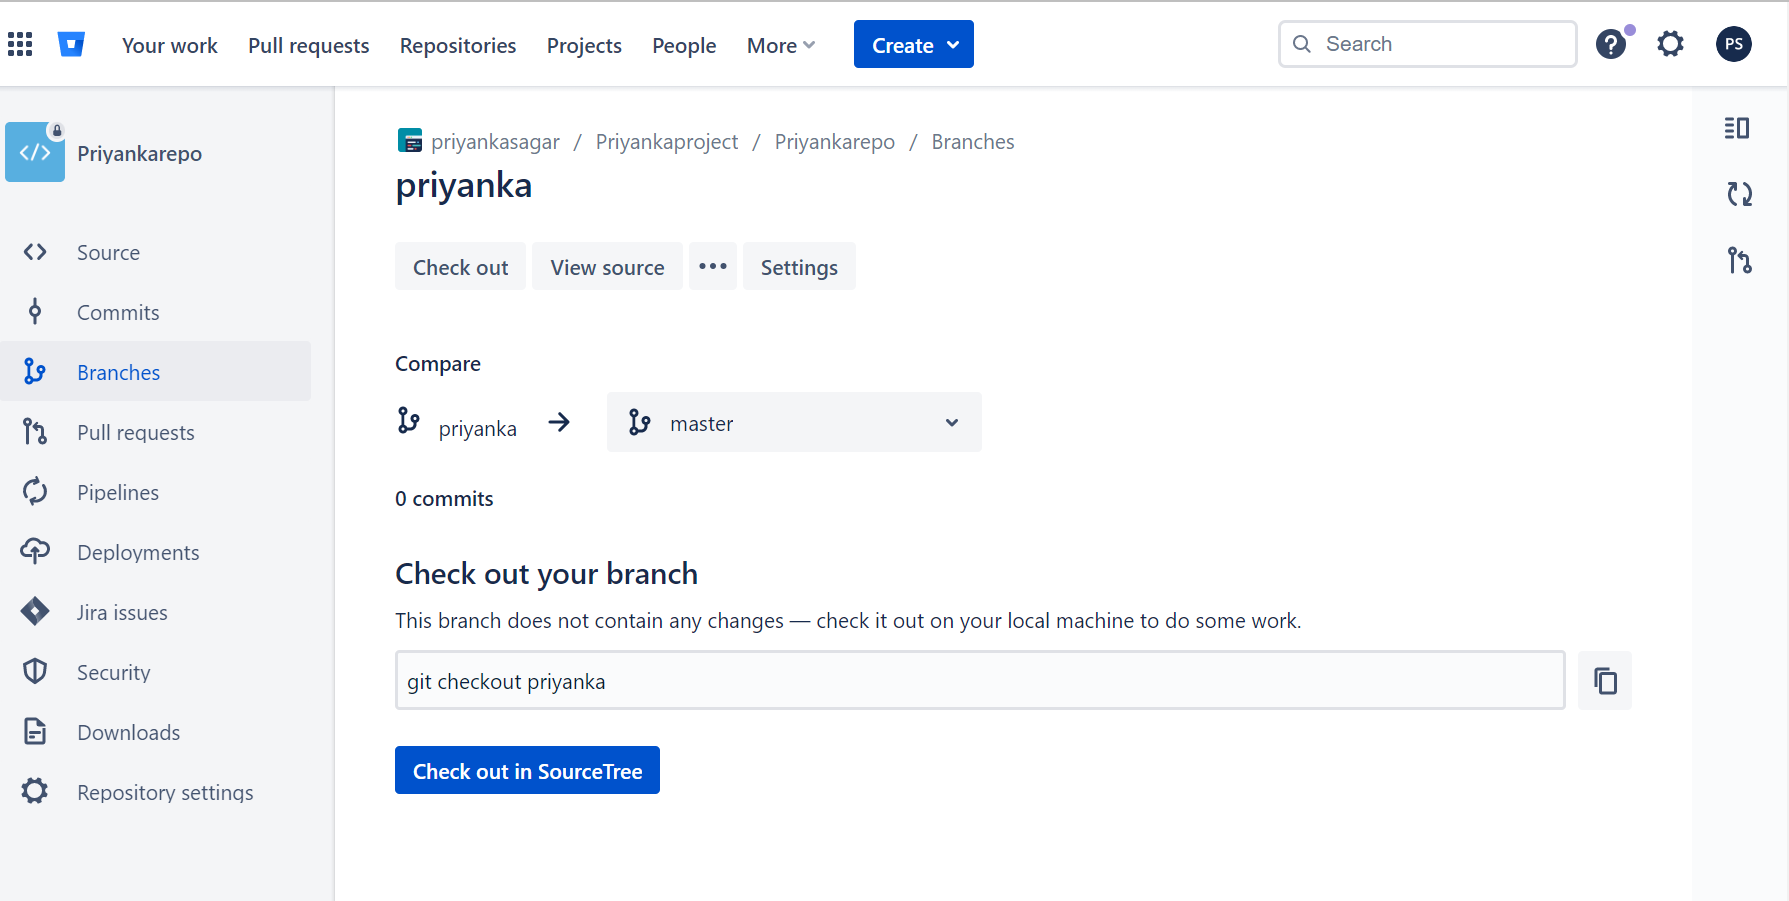 Your work Pull requests Repositories Projects People More Create Search PS
Priyankarepo
Source
Commits
Branches
Pull requests
Pipelines
Deployments
Jira issues
Security
Downloads
Repository settings
priyankasagar / Priyankaproject / Priyankarepo / Branches
priyanka
Check out View source ••• Settings
Compare
priyanka → master
0 commits
Check out your branch
This branch does not contain any changes — check it out on your local machine to do some work.
git checkout priyanka
Check out in SourceTree